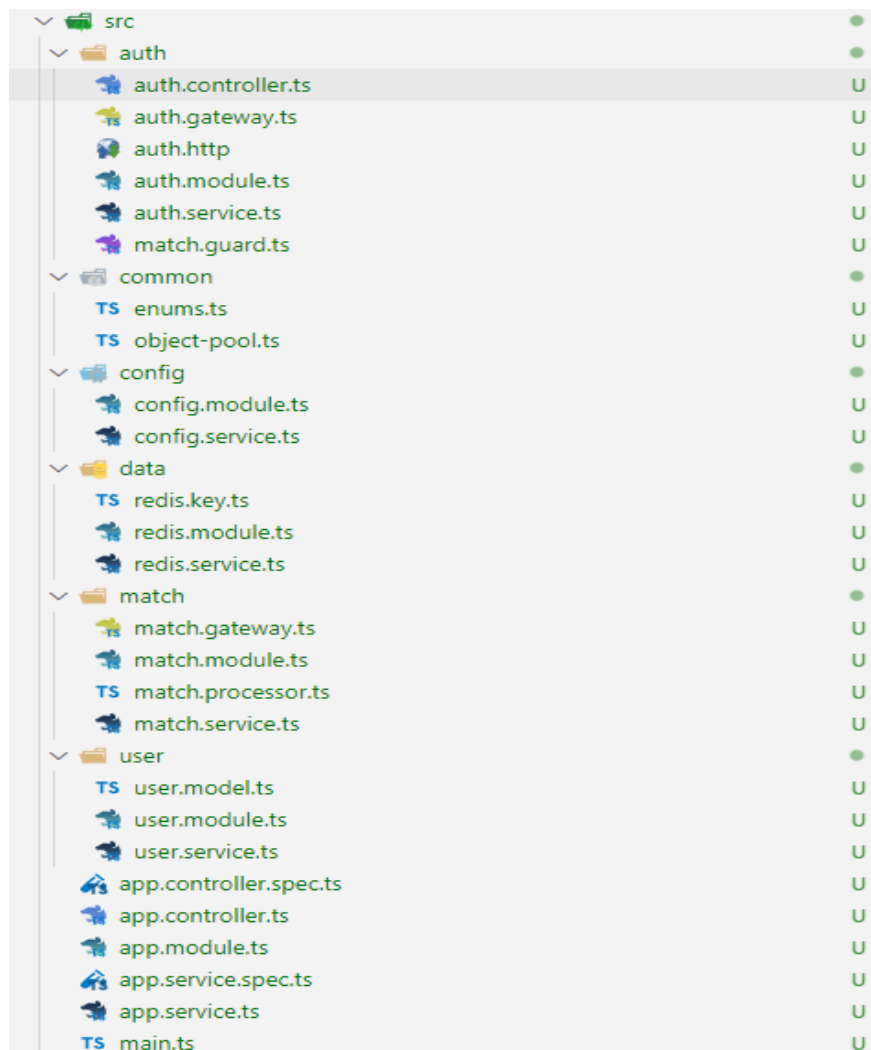 src
auth
auth.controller.ts U
TS auth.gateway.ts U
auth.http U
auth.module.ts U
auth.service.ts U
match.guard.ts U
common
TS enums.ts U
TS object-pool.ts U
config
config.module.ts U
config.service.ts U
data
TS redis.key.ts U
redis.module.ts U
redis.service.ts U
match
TS match.gateway.ts U
match.module.ts U
TS match.processor.ts U
match.service.ts U
user
TS user.model.ts U
user.module.ts U
user.service.ts U
TS app.controller.spec.ts U
app.controller.ts U
app.module.ts U
TS app.service.spec.ts U
app.service.ts U
TS main.ts U